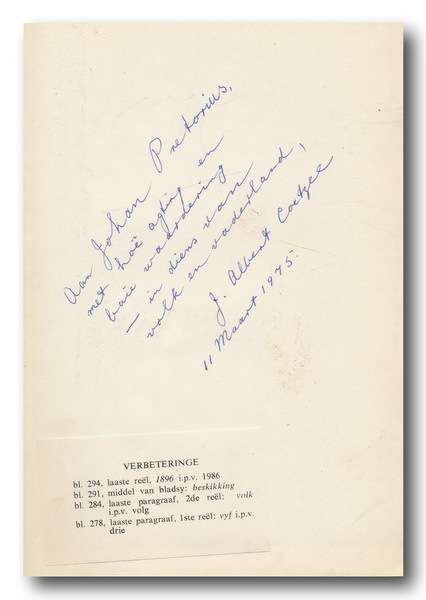 Aan Johan Pretorius,
met hoë agting en
baie waardering
– in diens van
volk en vaderland,
J. Albert Coetzee
11 Maart 1975.
VERBETERINGE
bl. 294, laaste reël, 1896 i.p.v. 1986
bl. 291, middel van bladsy: beskikking
bl. 284, laaste paragraaf, 2de reël: volk
i.p.v. volg
bl. 278, laaste paragraaf, 1ste reël: vyf i.p.v.
drie